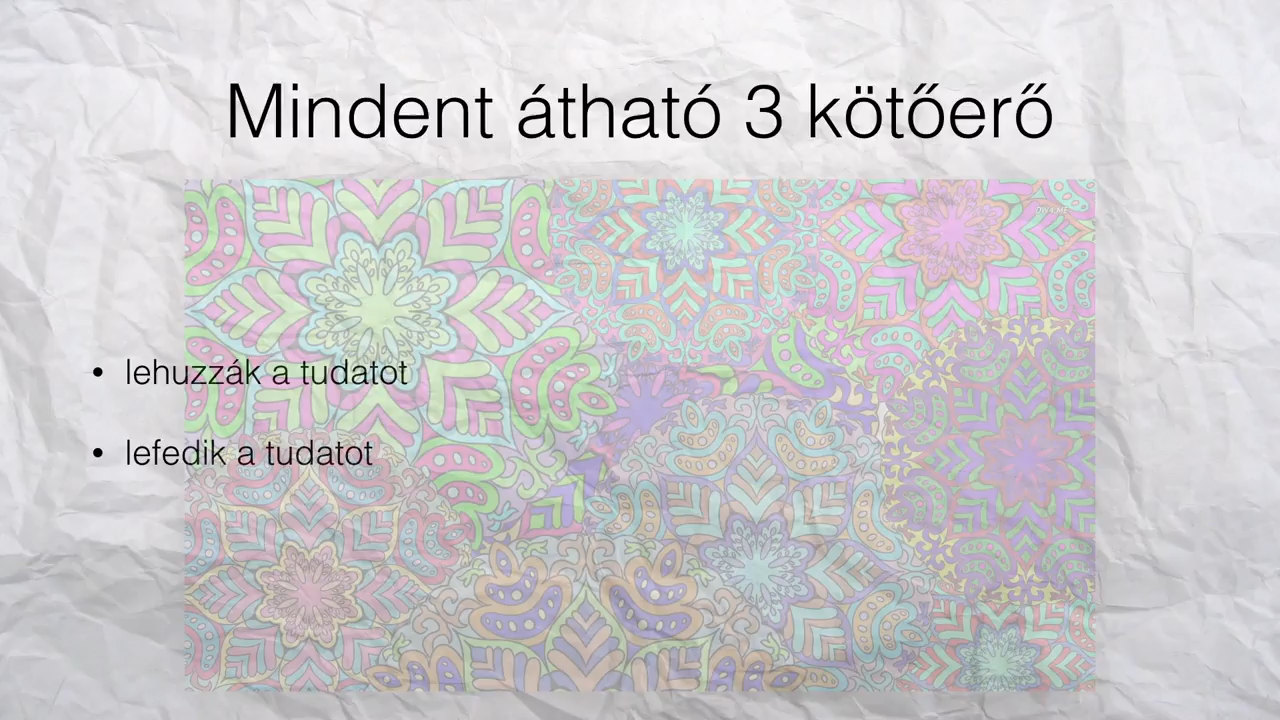 Mindent átható 3 kötőerő
• lehuzzák a tudatot
• lefedik a tudatot